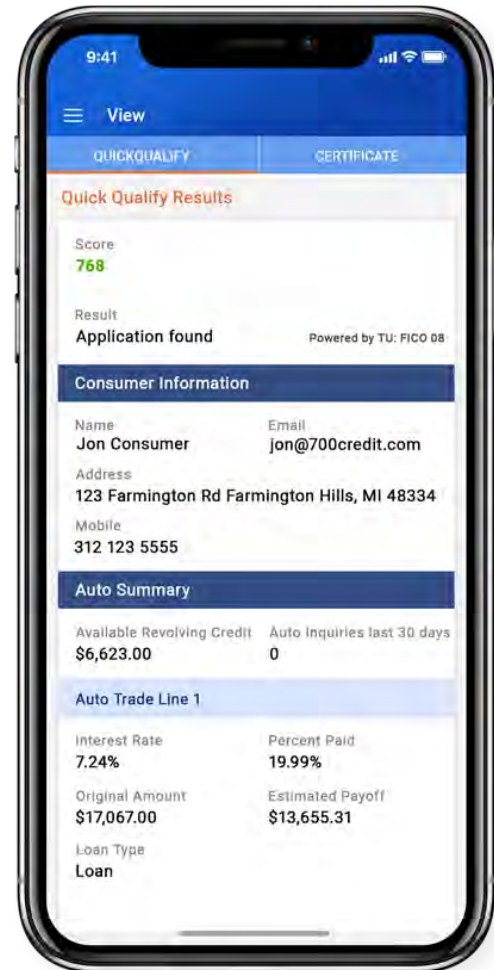 9:41
View
QUICKQUALIFY CERTIFICATE
Quick Qualify Results
Score
768
Result
Application found Powered by TU: FICO 08
Consumer Information
Name Email
Jon Consumer jon@700credit.com
Address
123 Farmington Rd Farmington Hills, MI 48334
Mobile
312 123 5555
Auto Summary
Available Revolving Credit Auto Inquiries last 30 days
$6,623.00 0
Auto Trade Line 1
Interest Rate Percent Paid
7.24% 19.99%
Original Amount Estimated Payoff
$17,067.00 $13,655.31
Loan Type
Loan